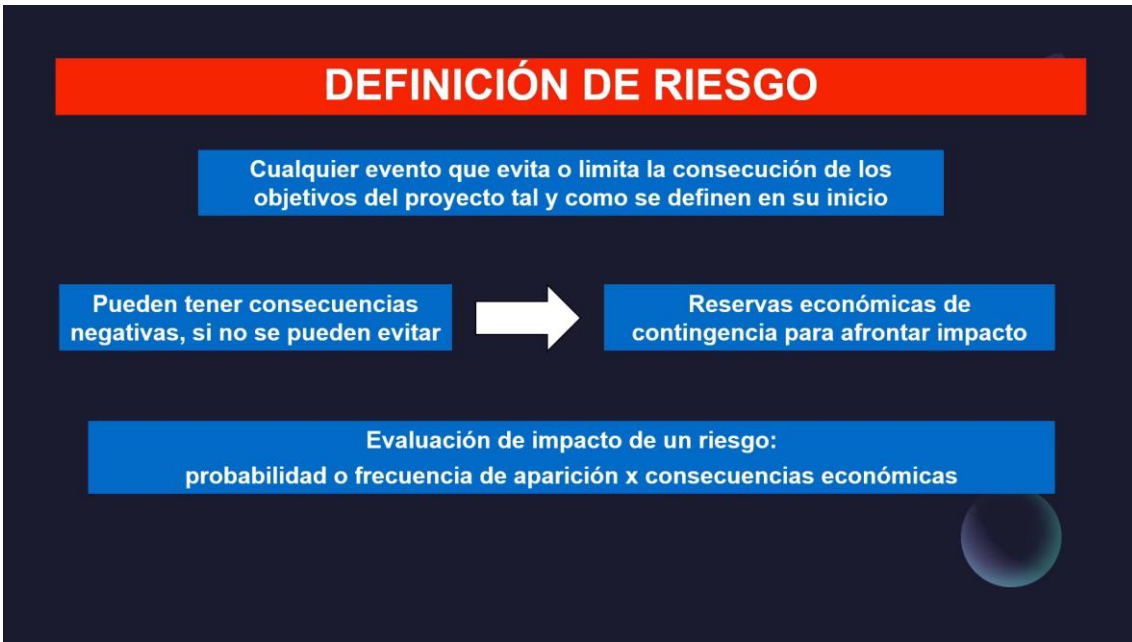 DEFINICIÓN DE RIESGO
Cualquier evento que evita o limita la consecución de los
objetivos del proyecto tal y como se definen en su inicio
Pueden tener consecuencias
negativas, si no se pueden evitar
Reservas económicas de
contingencia para afrontar impacto
Evaluación de impacto de un riesgo:
probabilidad o frecuencia de aparición x consecuencias económicas